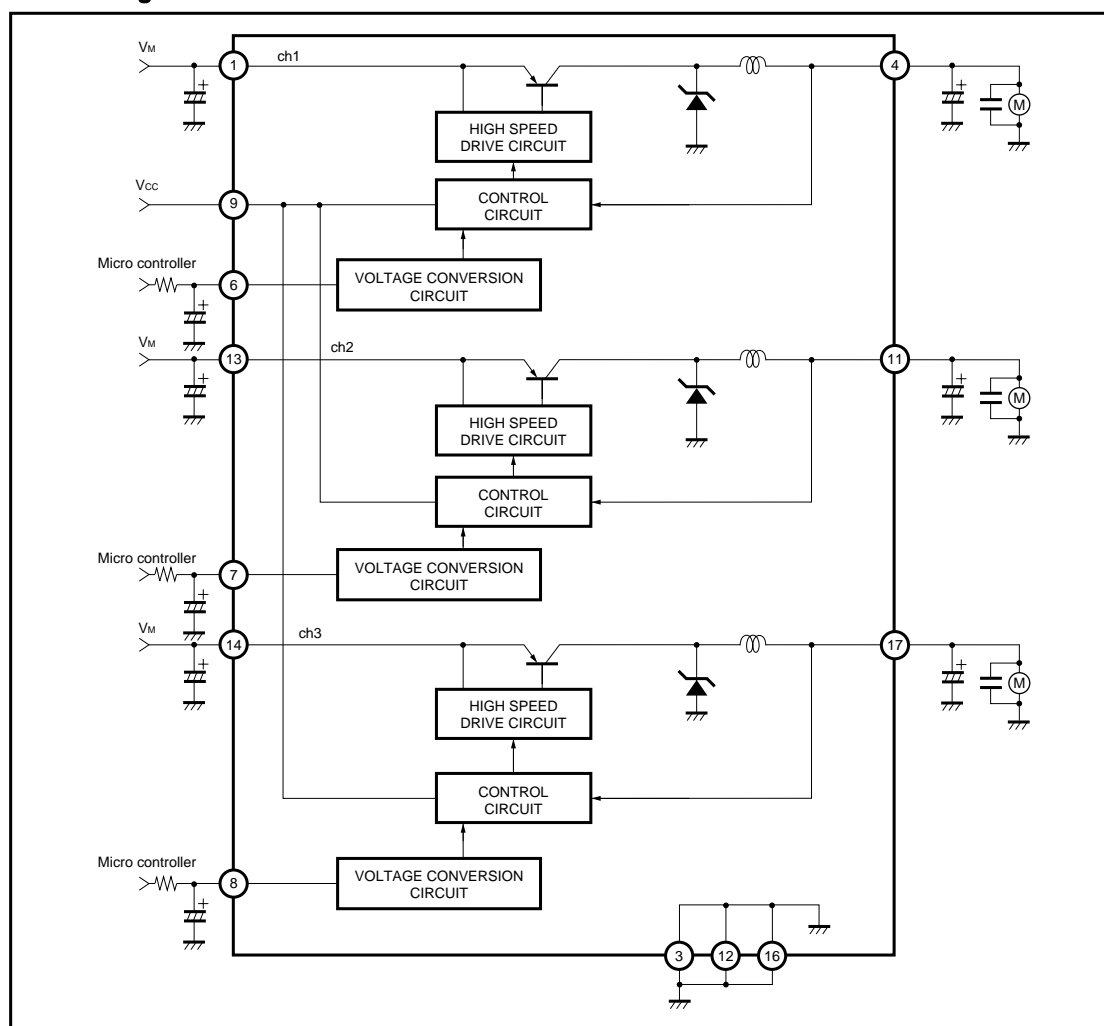 VM
1
ch1
4
+
+
M
HIGH SPEED
DRIVE CIRCUIT
VCC
9
CONTROL
CIRCUIT
Micro controller
6
VOLTAGE CONVERSION
CIRCUIT
+
VM
13
ch2
11
+
+
M
HIGH SPEED
DRIVE CIRCUIT
CONTROL
CIRCUIT
Micro controller
7
VOLTAGE CONVERSION
CIRCUIT
+
VM
14
ch3
17
+
+
M
HIGH SPEED
DRIVE CIRCUIT
CONTROL
CIRCUIT
Micro controller
8
VOLTAGE CONVERSION
CIRCUIT
+
3
12
16